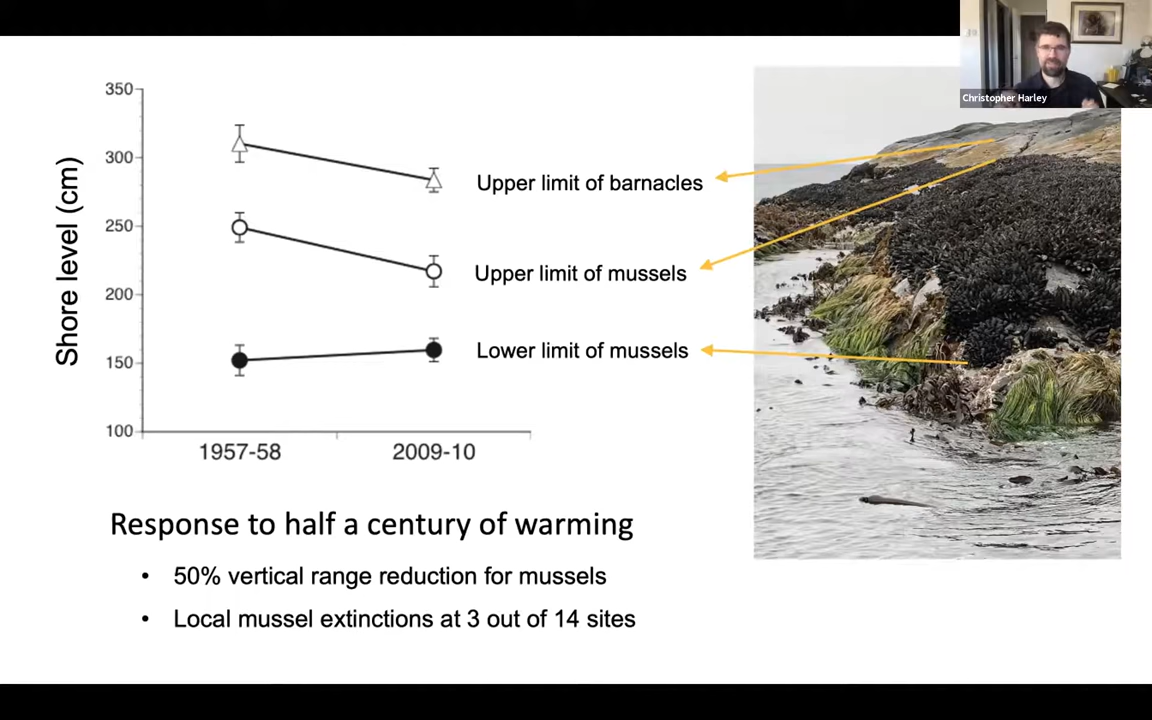 Christopher Harley
350
300
250
200
150
100
Shore level (cm)
1957-58
2009-10
Upper limit of barnacles
Upper limit of mussels
Lower limit of mussels
Response to half a century of warming
• 50% vertical range reduction for mussels
• Local mussel extinctions at 3 out of 14 sites